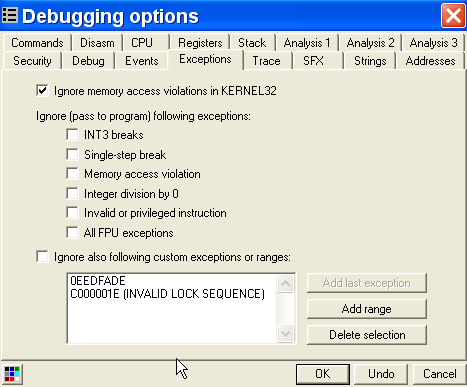 Debugging options
Commands Disasm CPU Registers Stack Analysis 1 Analysis 2 Analysis 3
Security Debug Events Exceptions Trace SFX Strings Addresses
Ignore memory access violations in KERNEL32
Ignore (pass to program) following exceptions:
INT3 breaks
Single-step break
Memory access violation
Integer division by 0
Invalid or privileged instruction
All FPU exceptions
Ignore also following custom exceptions or ranges:
0EEDFADE
C000001E (INVALID LOCK SEQUENCE)
Add last exception
Add range
Delete selection
OK Undo Cancel